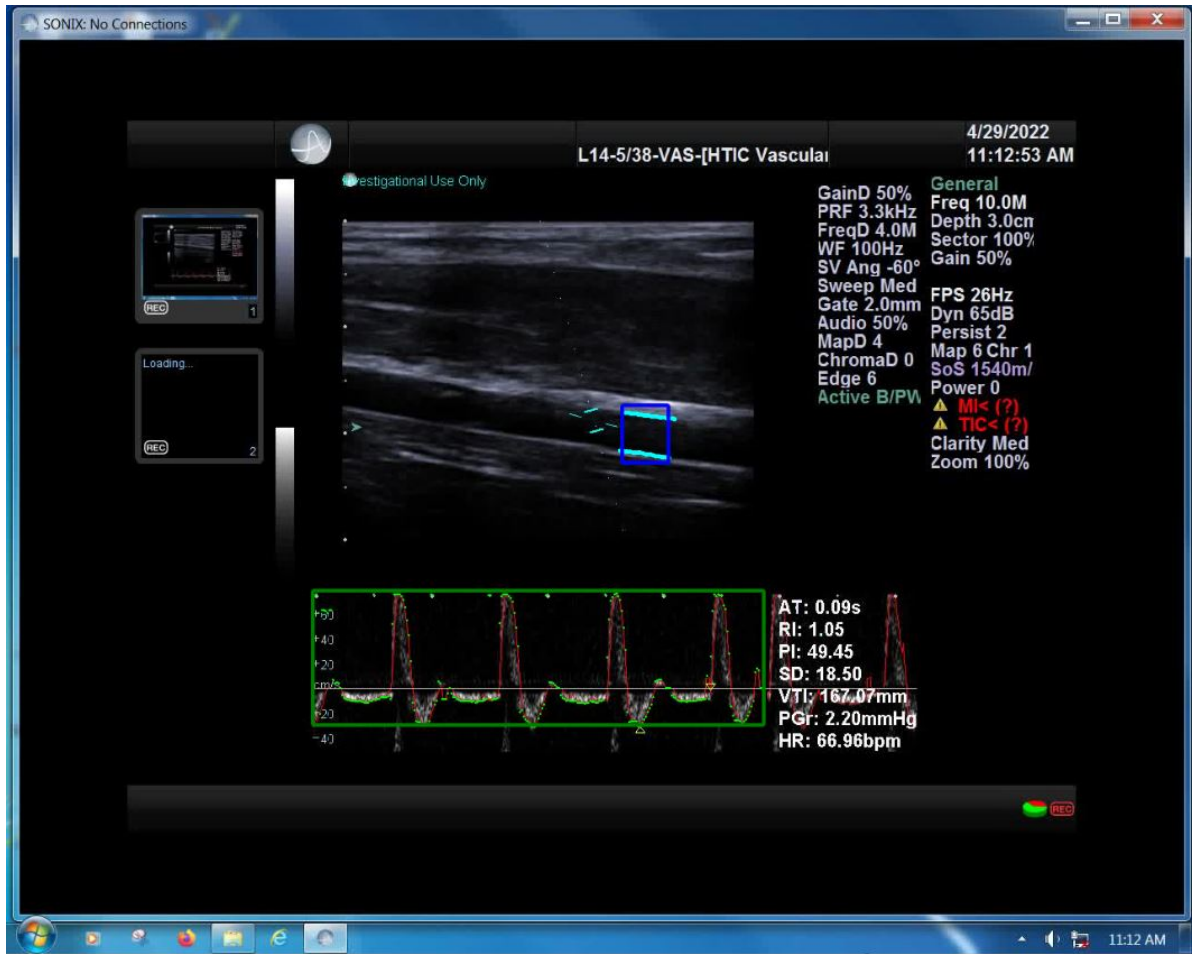 SONIX: No Connections
4/29/2022
L14-5/38-VAS-[HTIC Vascular
11:12:53 AM
vestigational Use Only
REC
1
Loading...
REC
2
GainD 50%
PRF 3.3kHz
FreqD 4.0M
WF 100Hz
SV Ang -60°
Sweep Med
Gate 2.0mm
Audio 50%
MapD 4
ChromaD 0
Edge 6
Active B/PW
General
Freq 10.0M
Depth 3.0cm
Sector 100%
Gain 50%
FPS 26Hz
Dyn 65dB
Persist 2
Map 6 Chr 1
SoS 1540m/
Power 0
MI< (?)
TIC< (?)
Clarity Med
Zoom 100%
+60
+40
+20
cm/
-20
-40
AT: 0.09s
RI: 1.05
PI: 49.45
SD: 18.50
VTI: 167.07mm
PGr: 2.20mmHg
HR: 66.96bpm
REC
11:12 AM